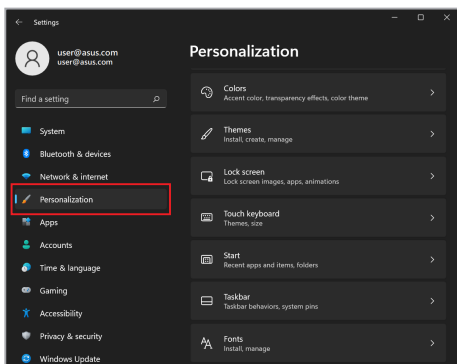 Settings
user@asus.com
user@asus.com
Find a setting
System
Bluetooth & devices
Network & internet
Personalization
Apps
Accounts
Time & language
Gaming
Accessibility
Privacy & security
Windows Update
Personalization
Colors
Accent color, transparency effects, color theme
Themes
Install, create, manage
Lock screen
Lock screen images, apps, animations
Touch keyboard
Themes, size
Start
Recent apps and items, folders
Taskbar
Taskbar behaviors, system pins
Fonts
Install, manage